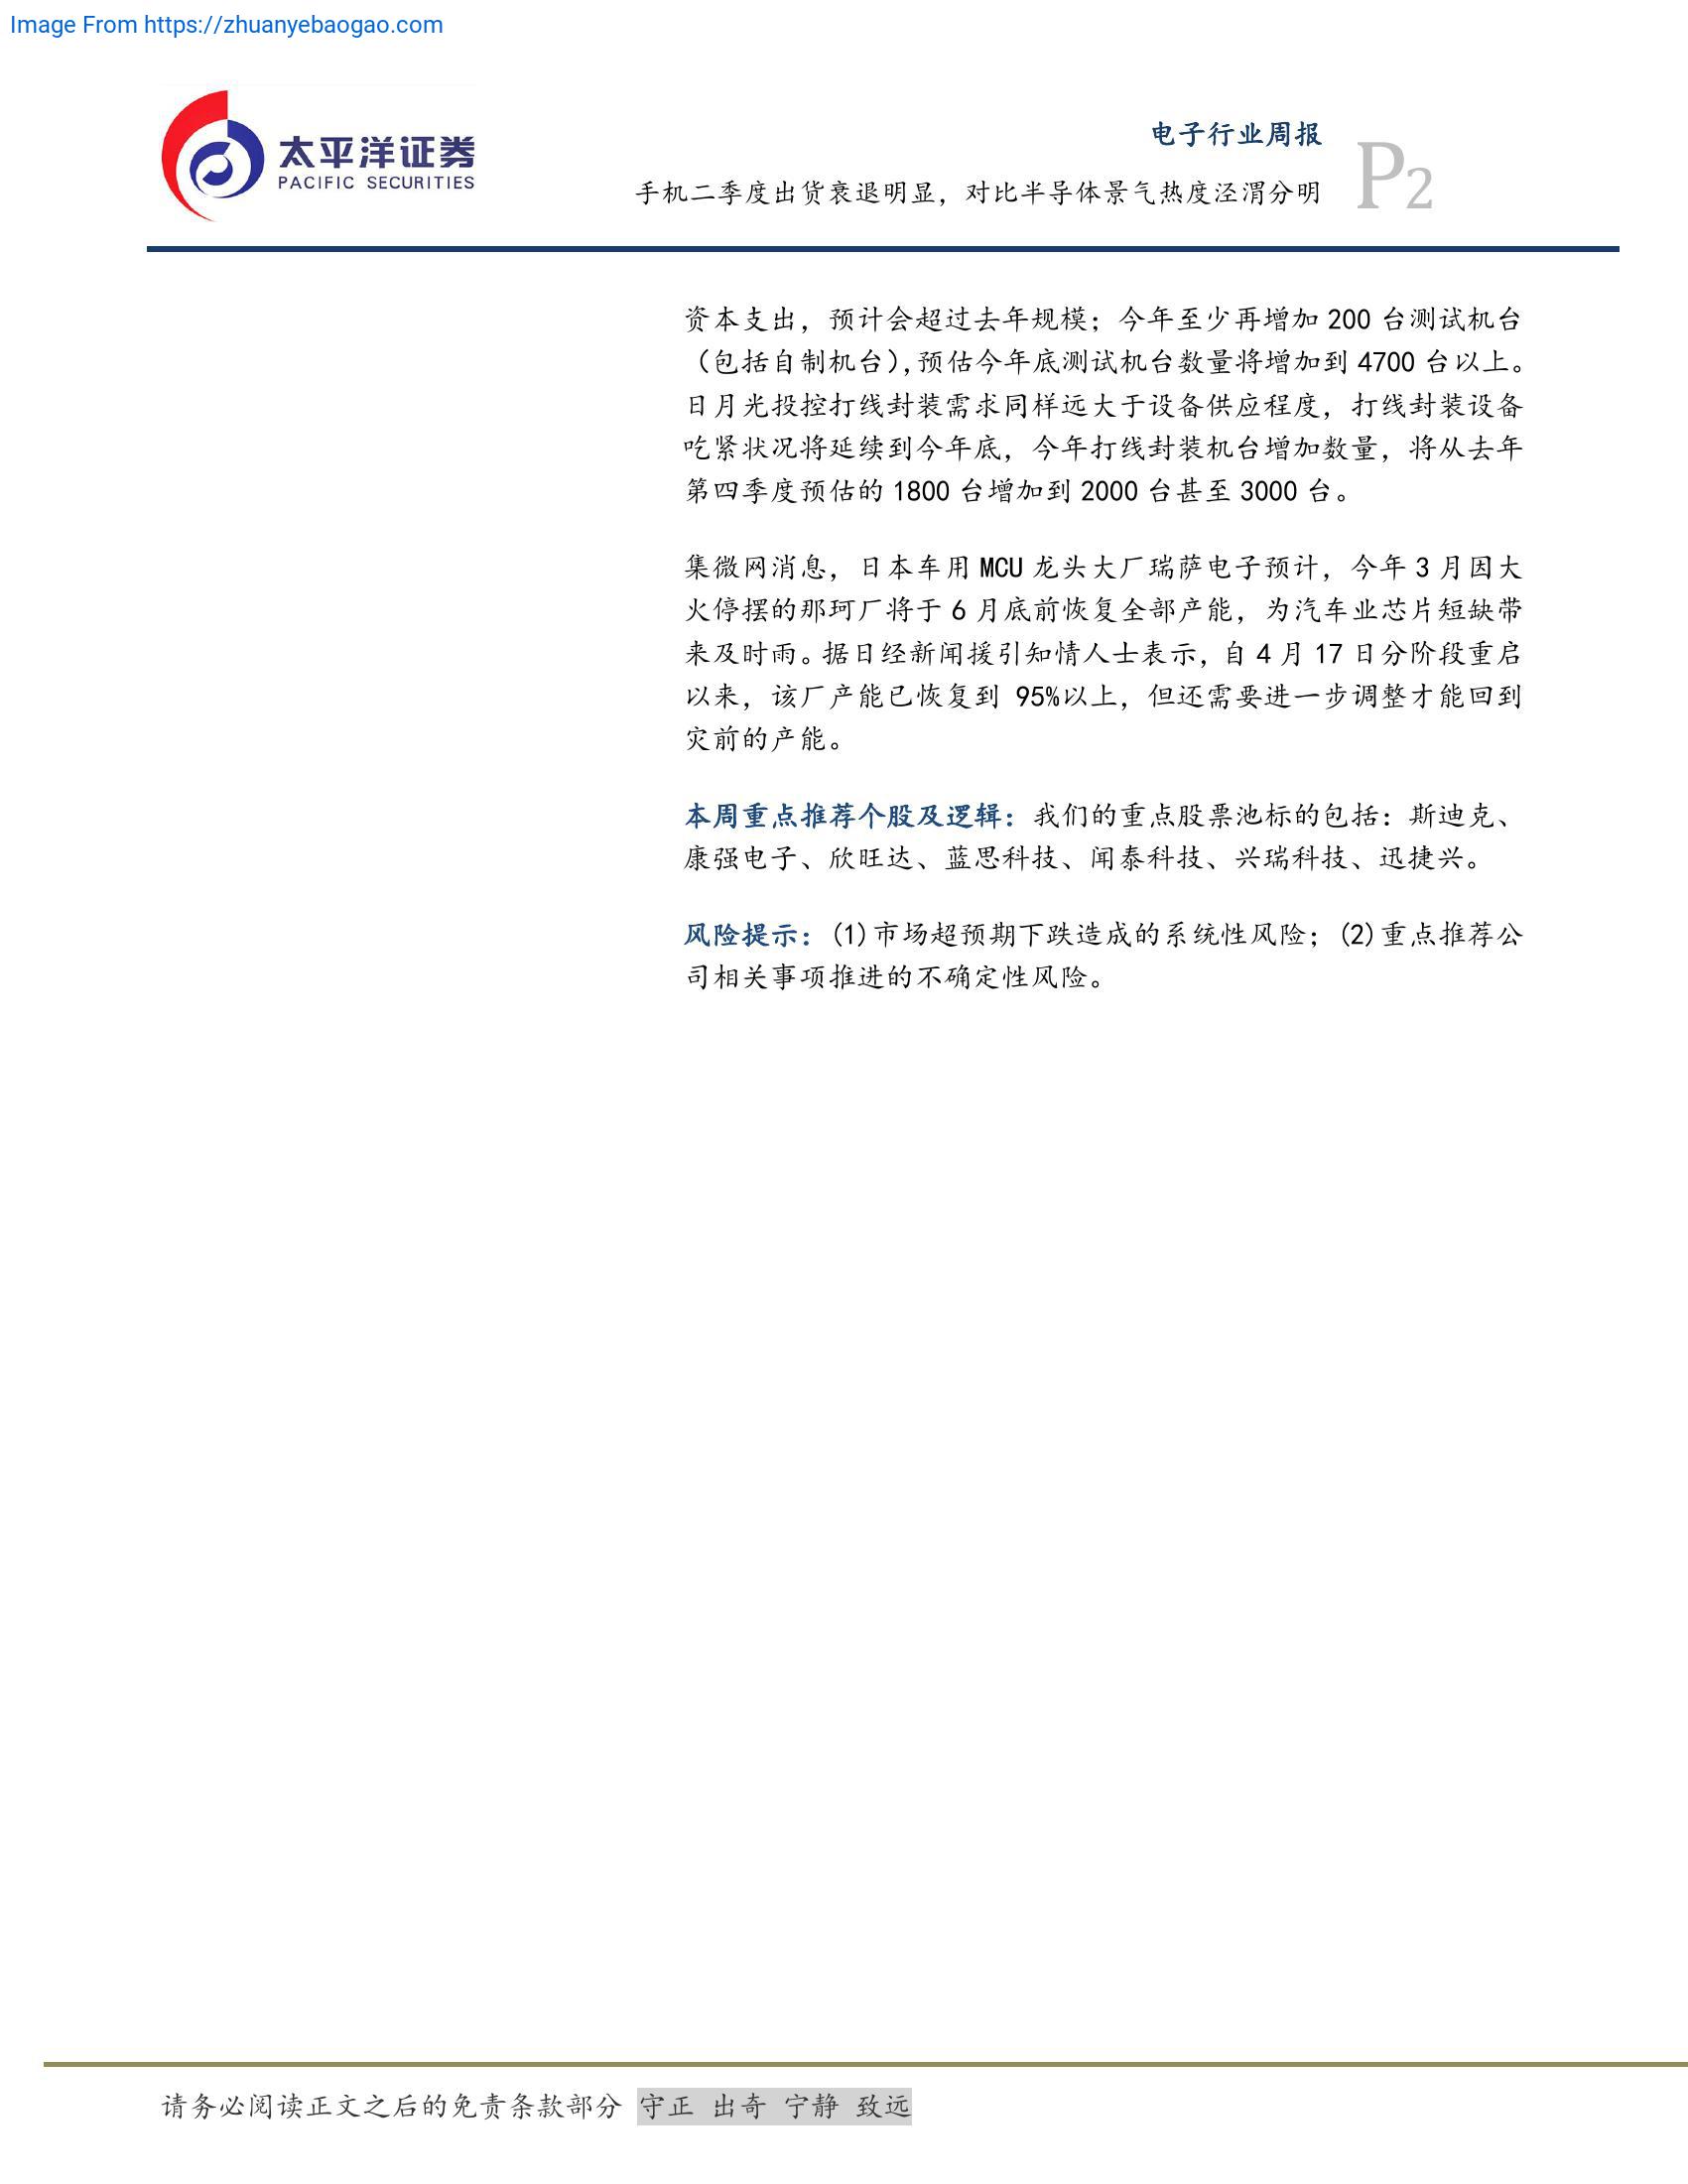 Image From https://zhuanyebaogao.com
太平洋证券
PACIFIC SECURITIES
电子行业周报
手机二季度出货衰退明显，对比半导体景气热度泾渭分明
P2
资本支出，预计会超过去年规模；今年至少再增加 200 台测试机台
（包括自制机台），预估今年底测试机台数量将增加到 4700 台以上。
日月光投控打线封装需求同样远大于设备供应程度，打线封装设备
吃紧状况将延续到今年底，今年打线封装机台增加数量，将从去年
第四季度预估的 1800 台增加到 2000 台甚至 3000 台。
集微网消息，日本车用 MCU 龙头大厂瑞萨电子预计，今年 3 月因大
火停摆的那珂厂将于 6 月底前恢复全部产能，为汽车业芯片短缺带
来及时雨。据日经新闻援引知情人士表示，自 4 月 17 日分阶段重启
以来，该厂产能已恢复到 95%以上，但还需要进一步调整才能回到
灾前的产能。
本周重点推荐个股及逻辑：我们的重点股票池标的包括：斯迪克、
康强电子、欣旺达、蓝思科技、闻泰科技、兴瑞科技、迅捷兴。
风险提示：(1)市场超预期下跌造成的系统性风险；(2)重点推荐公
司相关事项推进的不确定性风险。
请务必阅读正文之后的免责条款部分 守正 出奇 宁静 致远